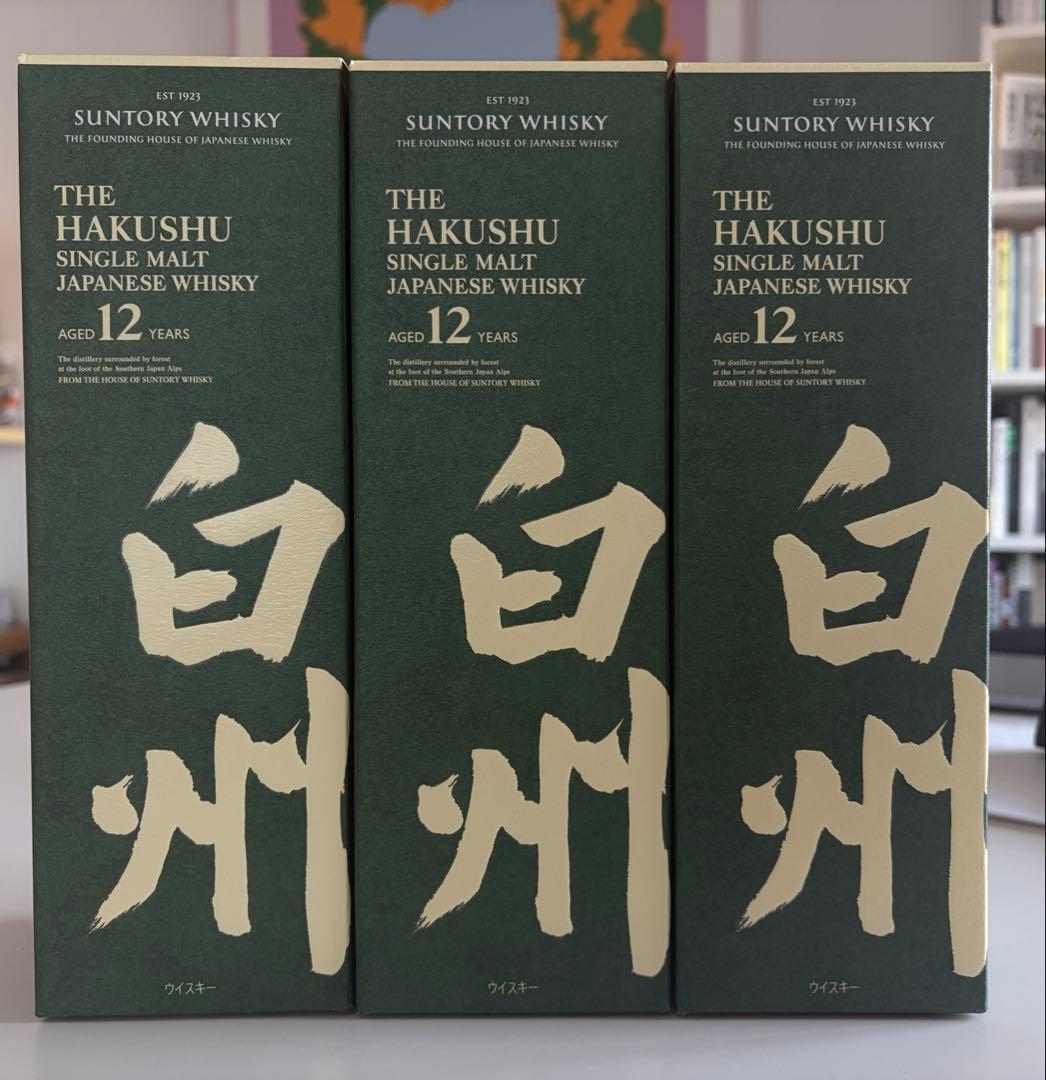 EST 1923
SUNTORY WHISKY
THE FOUNDING HOUSE OF JAPANESE WHISKY
THE
HAKUSHU
SINGLE MALT
JAPANESE WHISKY
AGED 12 YEARS
The distillery surrounded by forest
at the foot of the Southern Japan Alps
FROM THE HOUSE OF SUNTORY WHISKY
白
州
ウイスキー
EST 1923
SUNTORY WHISKY
THE FOUNDING HOUSE OF JAPANESE WHISKY
THE
HAKUSHU
SINGLE MALT
JAPANESE WHISKY
AGED 12 YEARS
The distillery surrounded by forest
at the foot of the Southern Japan Alps
FROM THE HOUSE OF SUNTORY WHISKY
白
州
ウイスキー
EST 1923
SUNTORY WHISKY
THE FOUNDING HOUSE OF JAPANESE WHISKY
THE
HAKUSHU
SINGLE MALT
JAPANESE WHISKY
AGED 12 YEARS
The distillery surrounded by forest
at the foot of the Southern Japan Alps
FROM THE HOUSE OF SUNTORY WHISKY
白
州
ウイスキー